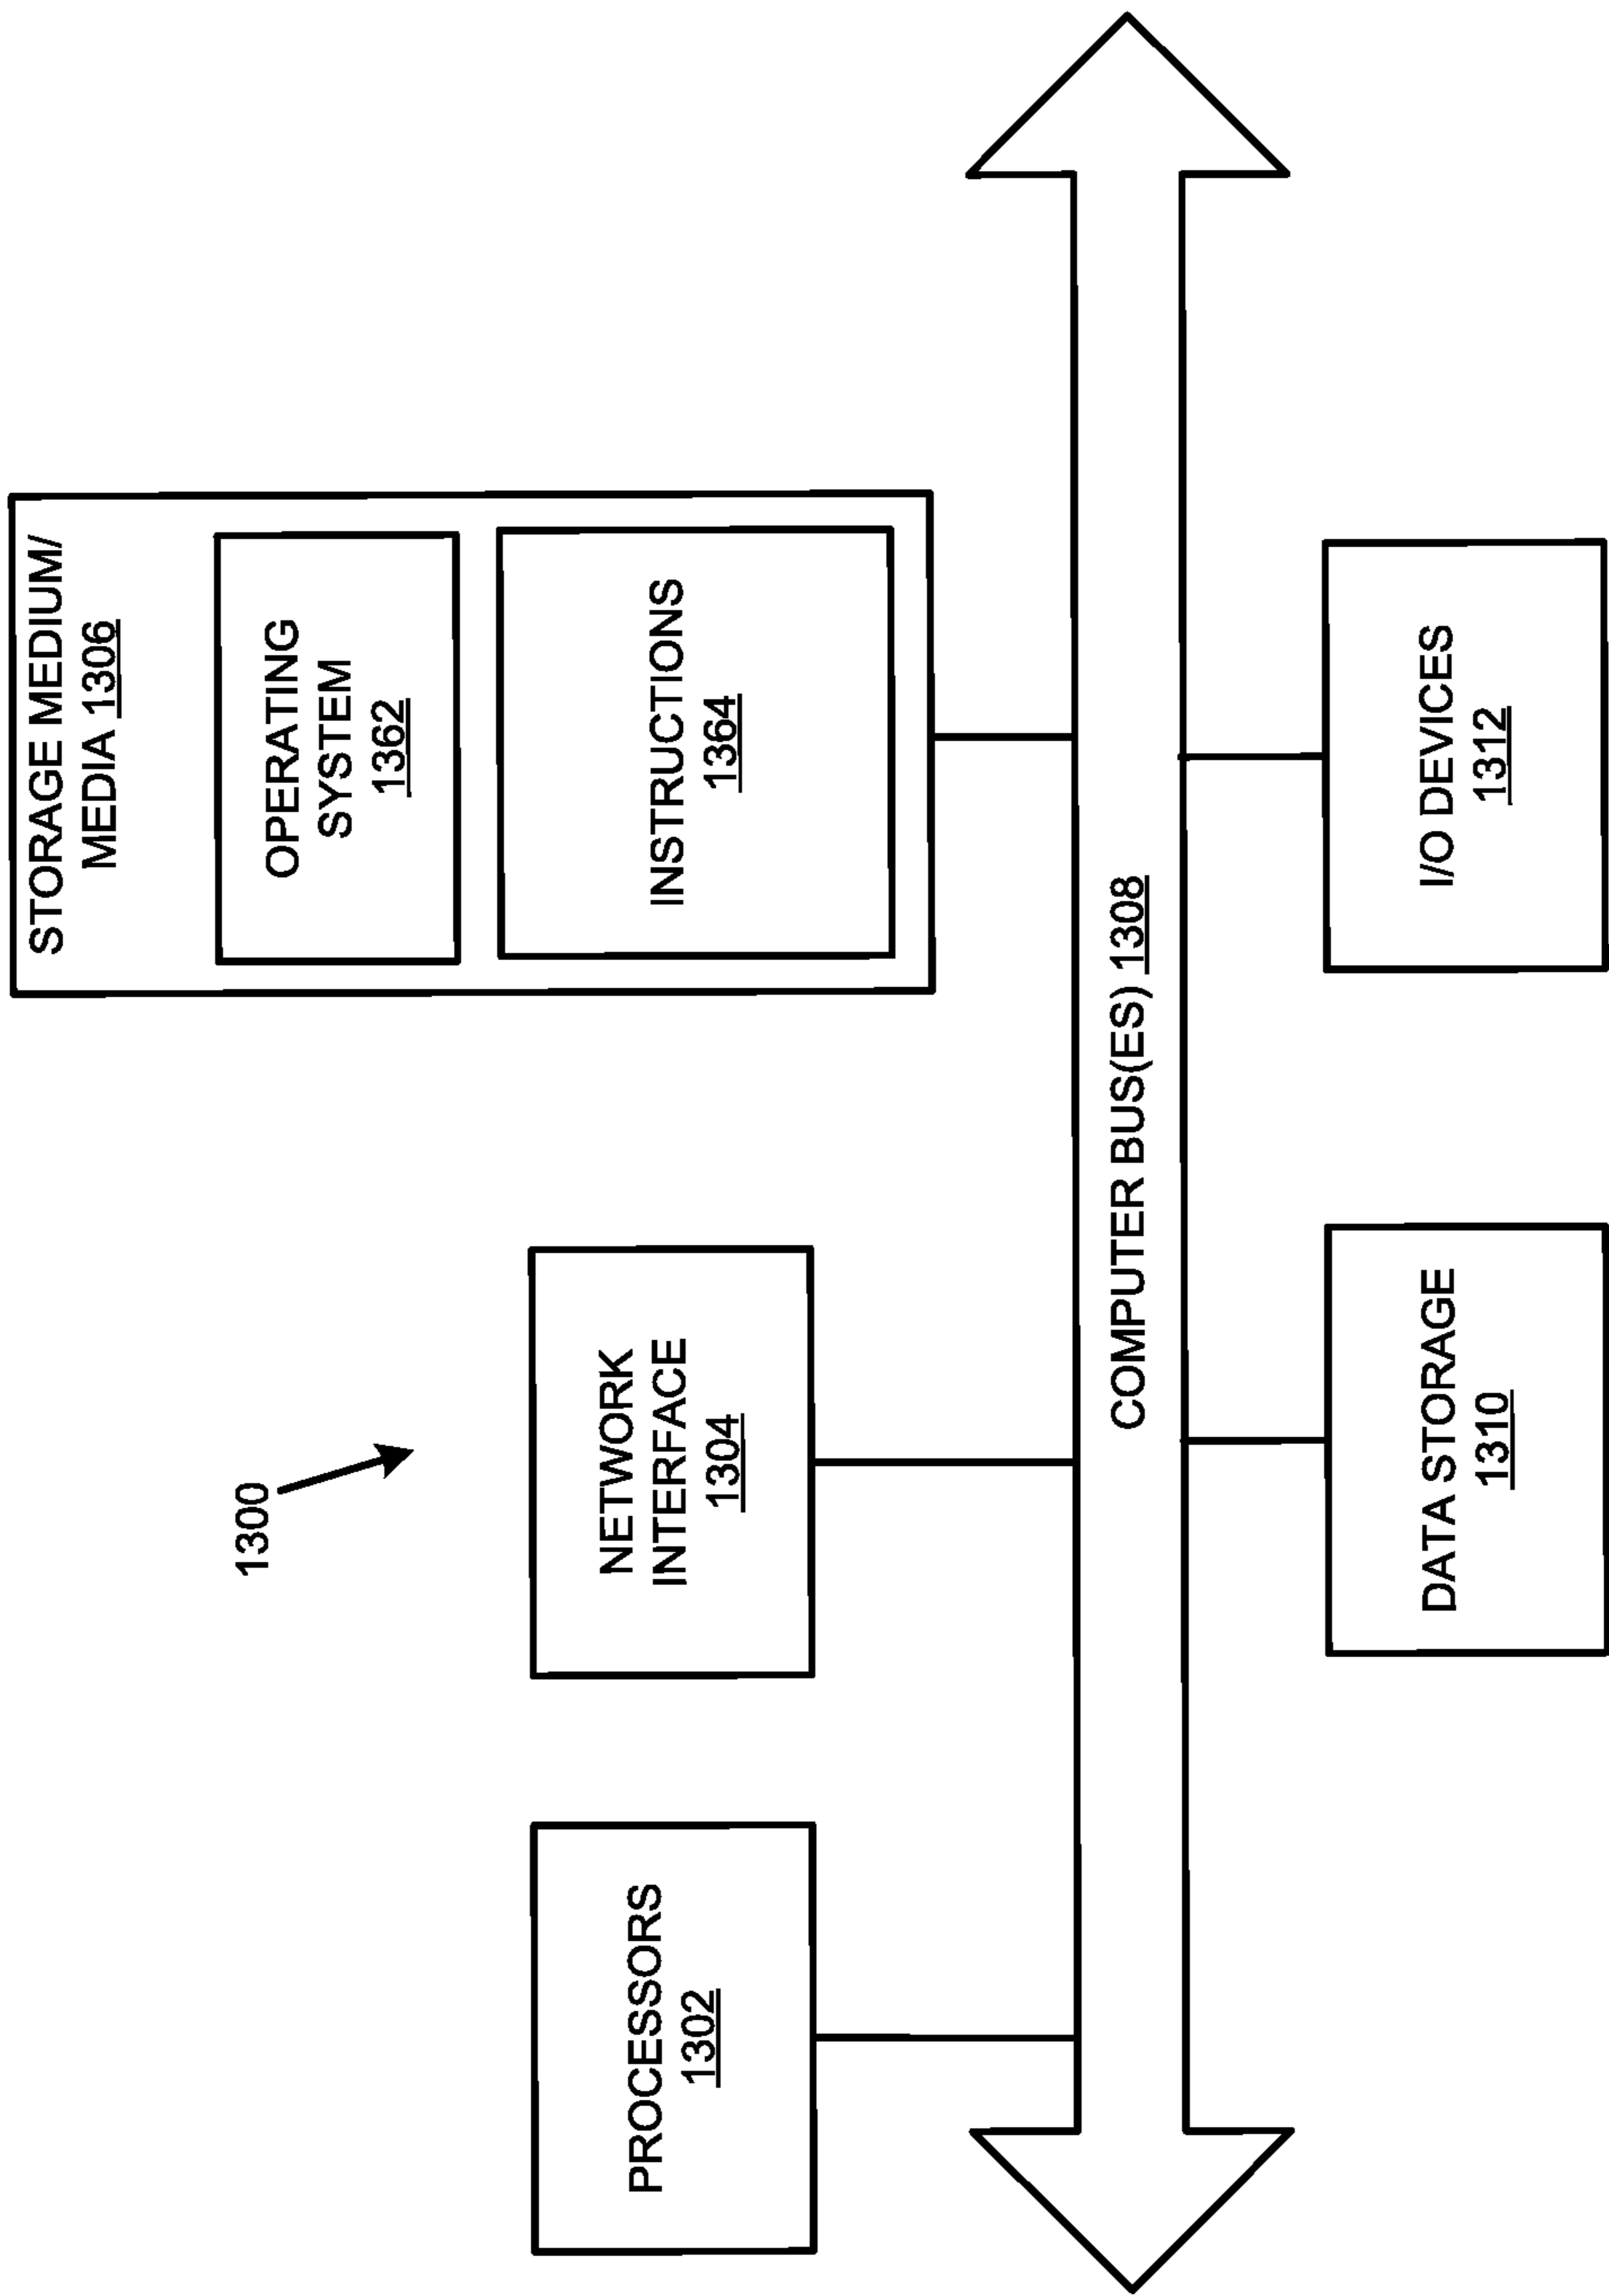 1300
PROCESSORS
1302
NETWORK
INTERFACE
1304
STORAGE MEDIUM/
MEDIA 1306
OPERATING
SYSTEM
1362
INSTRUCTIONS
1364
COMPUTER BUS(ES) 1308
DATA STORAGE
1310
I/O DEVICES
1312